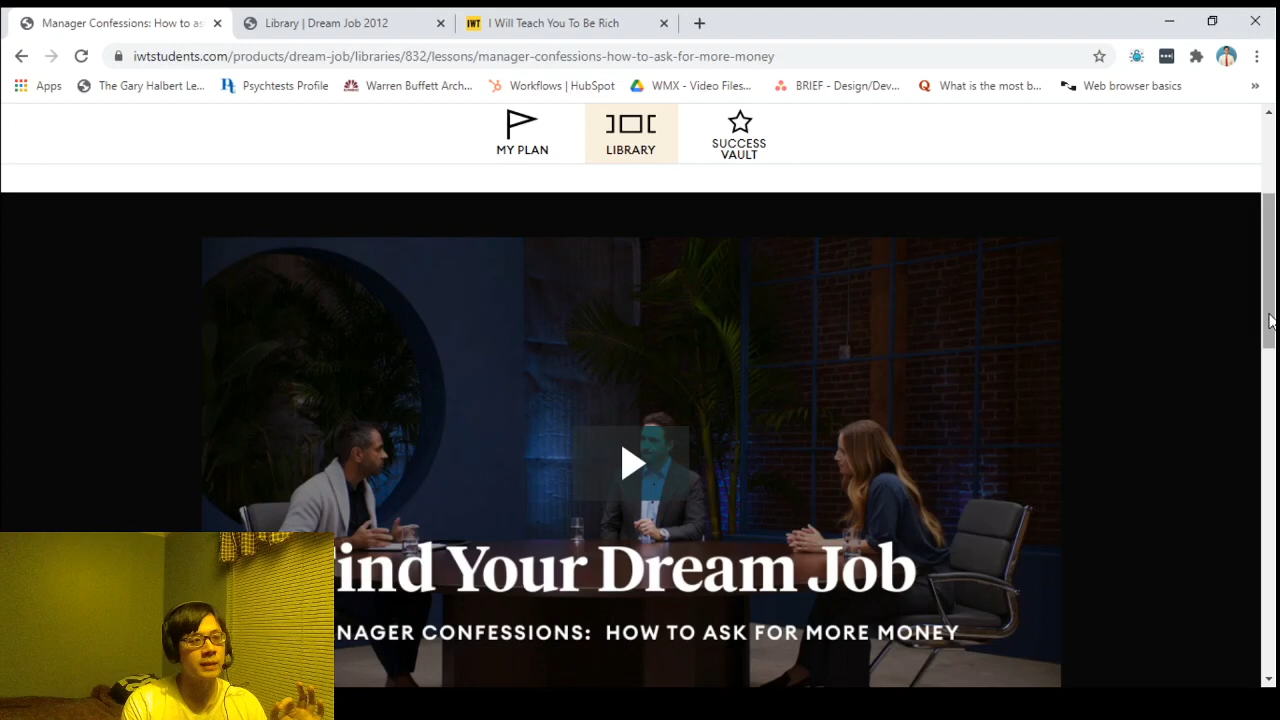 Manager Confessions: How to as
Library | Dream Job 2012
IWT I Will Teach You To Be Rich
iwtstudents.com/products/dream-job/libraries/832/lessons/manager-confessions-how-to-ask-for-more-money
Apps
The Gary Halbert Le...
Psychtests Profile
Warren Buffett Arch...
Workflows | HubSpot
WMX - Video Files...
BRIEF - Design/Dev...
What is the most b...
Web browser basics
»
MY PLAN
LIBRARY
SUCCESS
VAULT
ind Your Dream Job
NAGER CONFESSIONS: HOW TO ASK FOR MORE MONEY